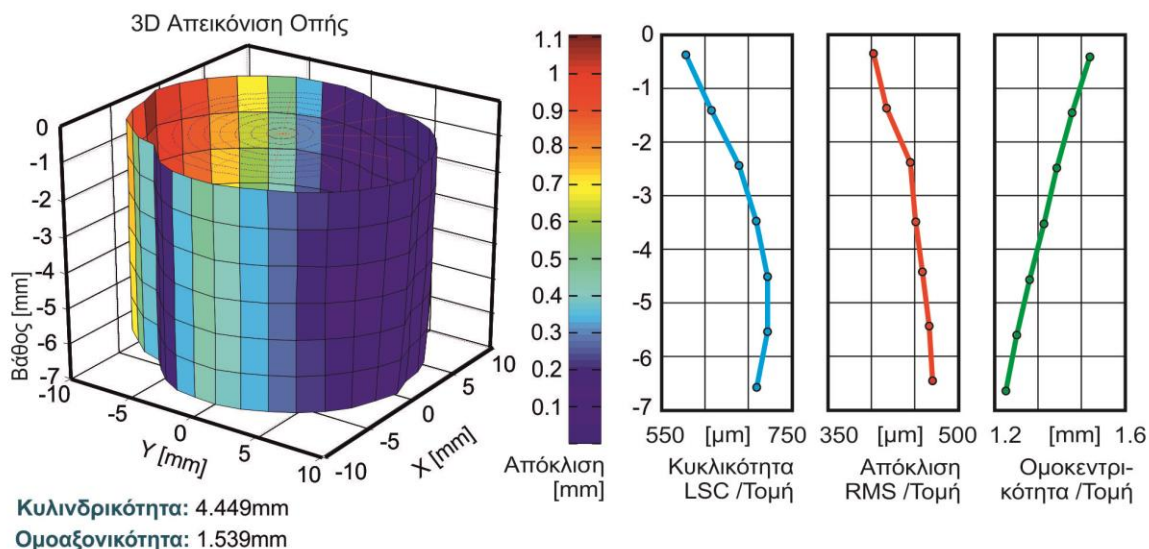 3D Απεικόνιση Οπής
0
-1
-2
-3
-4
-5
-6
-7
Βάθος [mm]
-10
-5
0
5
10
Y [mm]
-10
-5
0
5
10
X [mm]
1.1
1
0.9
0.8
0.7
0.6
0.5
0.4
0.3
0.2
0.1
Απόκλιση
[mm]
0
-1
-2
-3
-4
-5
-6
-7
550 [μm] 750
Κυκλικότητα
LSC /Τομή
350 [μm] 500
Απόκλιση
RMS /Τομή
1.2 [mm] 1.6
Ομοκεντρι-
κότητα /Τομή
Κυλινδρικότητα: 4.449mm
Ομοαξονικότητα: 1.539mm